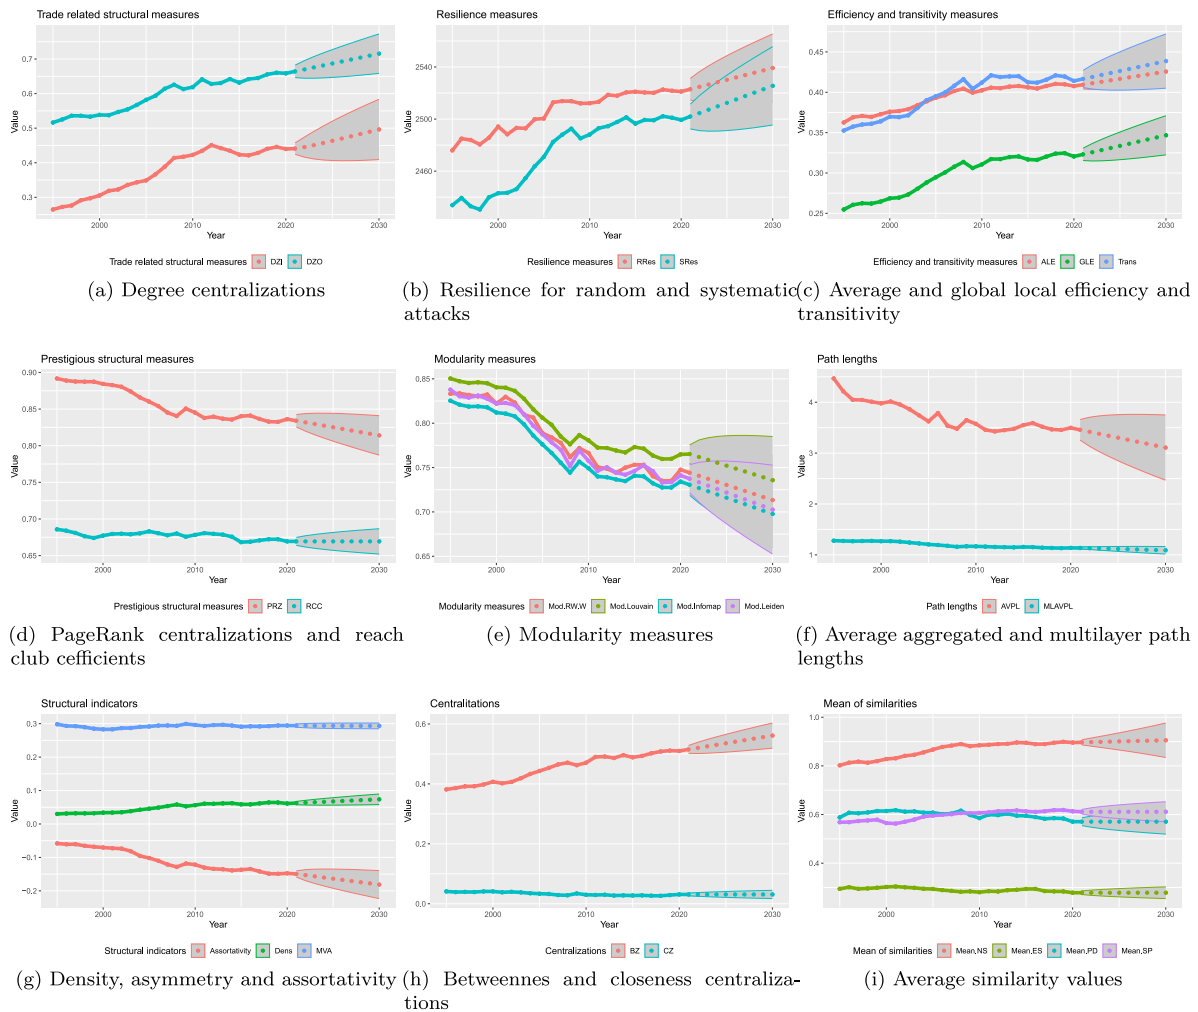 Trade related structural measures
Value
0.7
0.6
0.5
0.4
0.3
2000
2010
2020
2030
Year
Trade related structural measures DZI DZO
(a) Degree centralizations
Resilience measures
Value
2540
2500
2460
2000
2010
2020
2030
Year
Resilience measures RRes SRes
(b) Resilience for random and systematic
attacks
Efficiency and transitivity measures
Value
0.45
0.40
0.35
0.30
0.25
2000
2010
2020
2030
Year
Efficiency and transitivity measures ALE GLE Trans
(c) Average and global local efficiency and
transitivity
Prestigious structural measures
Value
0.90
0.85
0.80
0.75
0.70
0.65
2000
2010
2020
2030
Year
Prestigious structural measures PRZ RCC
(d) PageRank centralizations and reach
club cefficients
Modularity measures
Value
0.85
0.80
0.75
0.70
0.65
2000
2010
2020
2030
Year
Modularity measures Mod.RW.W Mod.Louvain Mod.Infomap Mod.Leiden
(e) Modularity measures
Path lengths
Value
4
3
2
1
2000
2010
2020
2030
Year
Path lengths AVPL MLAVPL
(f) Average aggregated and multilayer path
lengths
Structural indicators
Value
0.3
0.2
0.1
0.0
−0.1
−0.2
2000
2010
2020
2030
Year
Structural indicators Assortativity Dens MVA
(g) Density, asymmetry and assortativity
Centralitations
Value
0.6
0.4
0.2
0.0
2000
2010
2020
2030
Year
Centralizations BZ CZ
(h) Betweennes and closeness centraliza-
tions
Mean of similarities
Value
1.0
0.8
0.6
0.4
2000
2010
2020
2030
Year
Mean of similarities Mean,NS Mean,ES Mean,PD Mean,SP
(i) Average similarity values